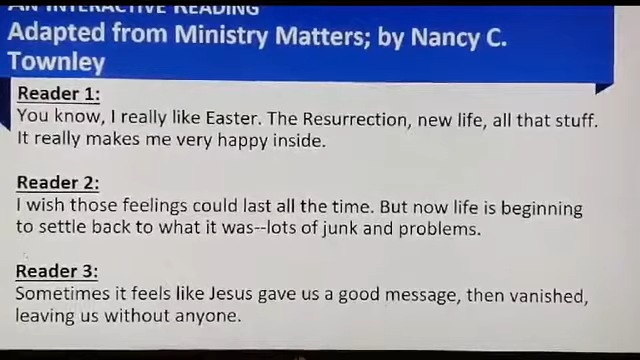 AN INTERACTIVE READING
Adapted from Ministry Matters; by Nancy C.
Townley
Reader 1:
You know, I really like Easter. The Resurrection, new life, all that stuff.
It really makes me very happy inside.
Reader 2:
I wish those feelings could last all the time. But now life is beginning
to settle back to what it was--lots of junk and problems.
Reader 3:
Sometimes it feels like Jesus gave us a good message, then vanished,
leaving us without anyone.